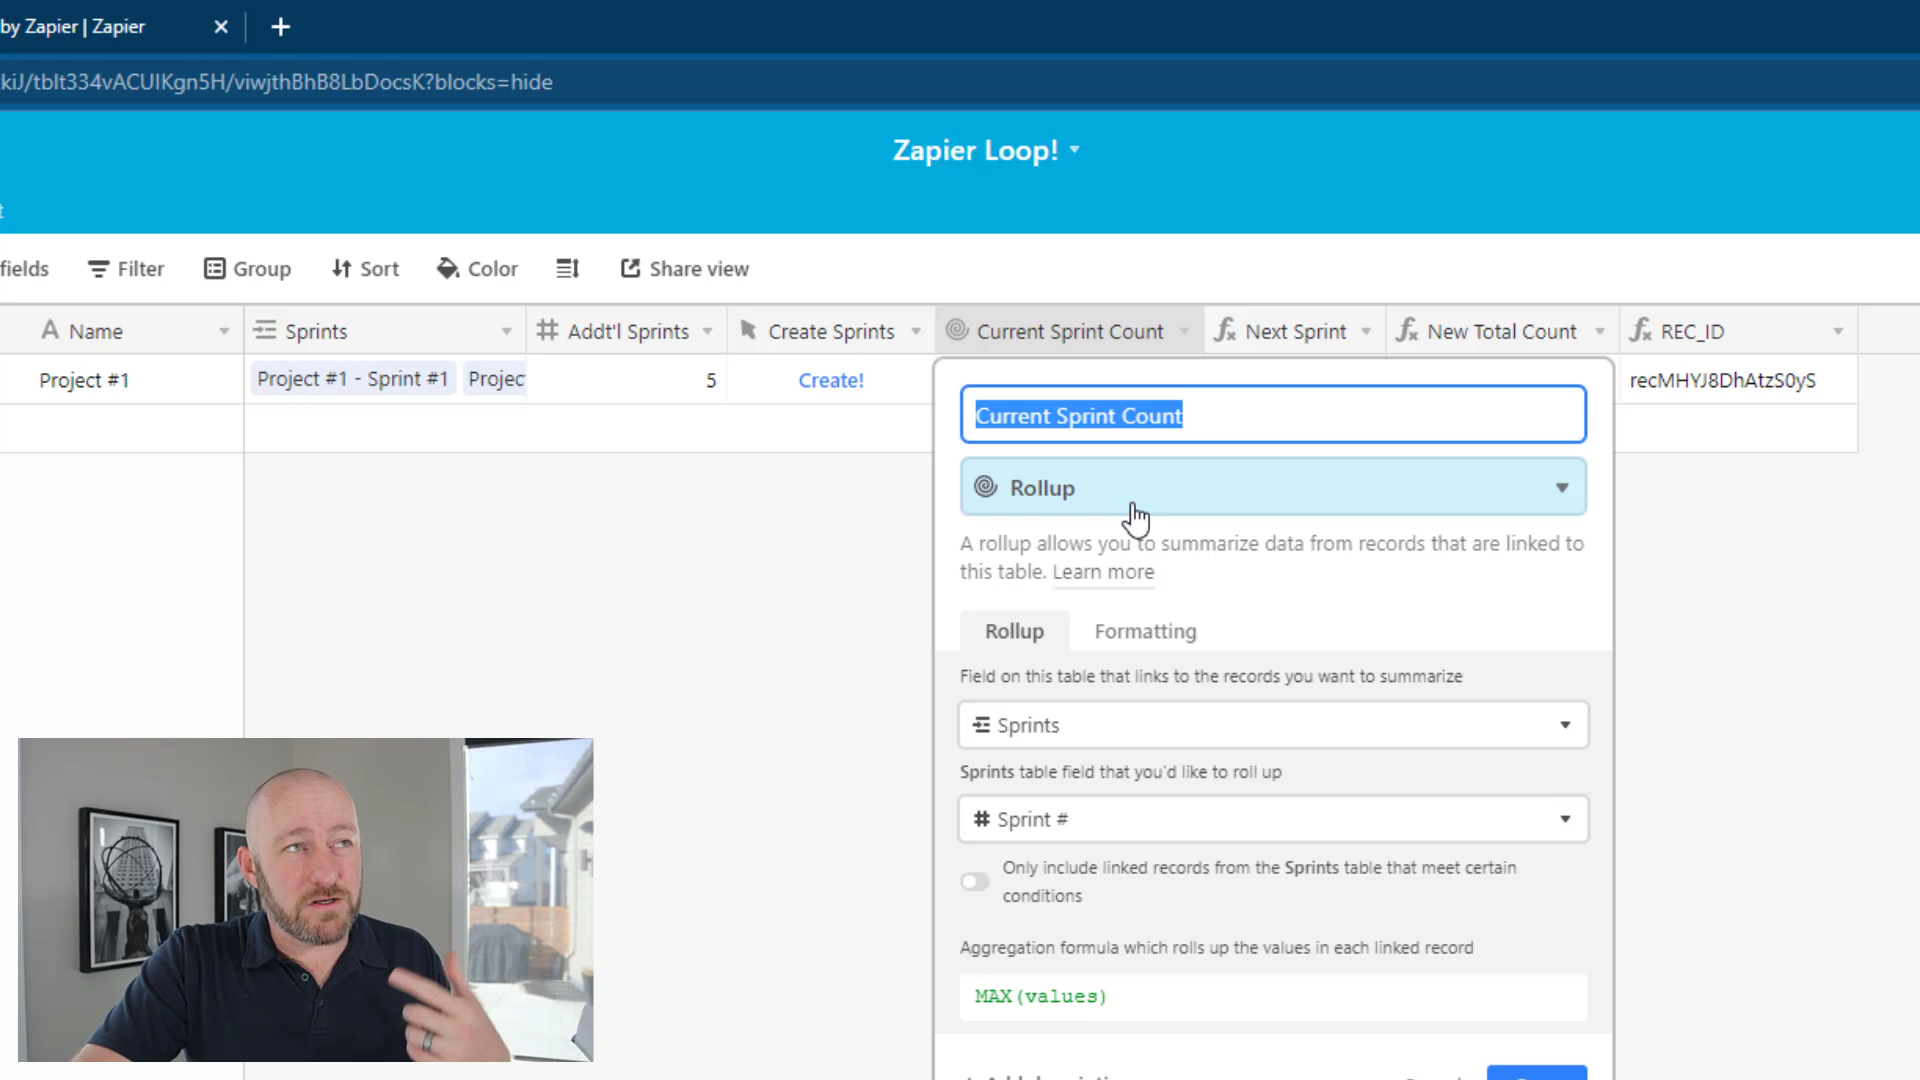 by Zapier | Zapier
kiJ/tblt334vACUIKgn5H/viwjthBhB8LbDocsK?blocks=hide
Zapier Loop!
fields Filter Group Sort Color Share view
Name Sprints Addt'l Sprints Create Sprints Current Sprint Count Next Sprint New Total Count REC_ID
Project #1 Project #1 - Sprint #1 Projec 5 Create! recMHYJ8DhAtzS0yS
Current Sprint Count
Rollup
A rollup allows you to summarize data from records that are linked to
this table. Learn more
Rollup Formatting
Field on this table that links to the records you want to summarize
Sprints
Sprints table field that you'd like to roll up
# Sprint #
Only include linked records from the Sprints table that meet certain
conditions
Aggregation formula which rolls up the values in each linked record
MAX(values)